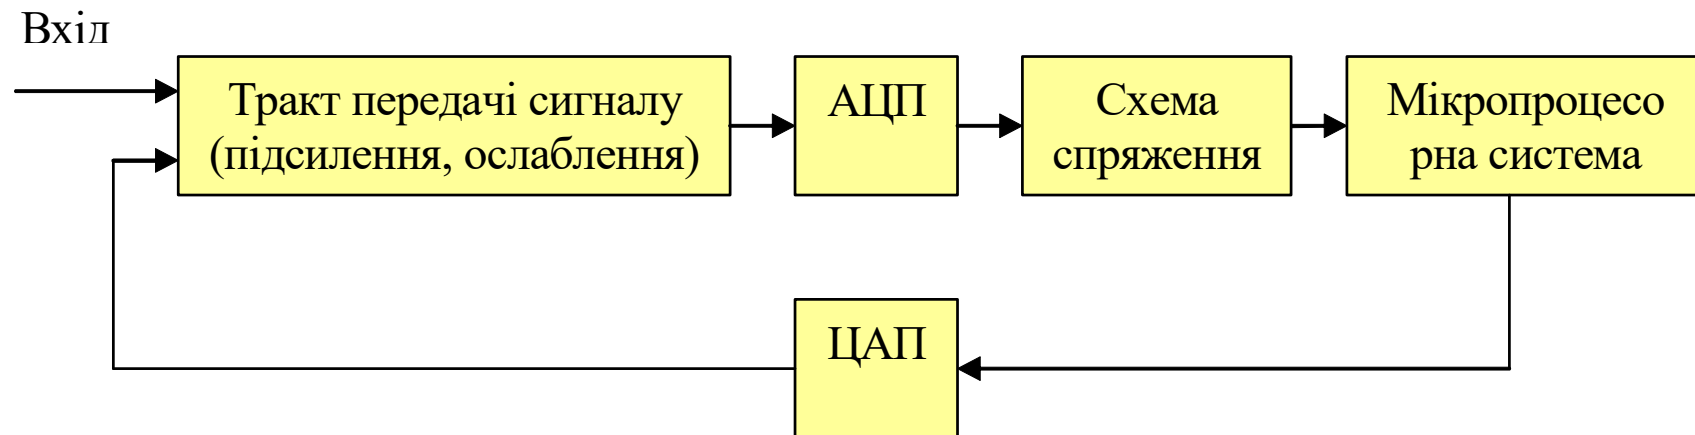 Вхід
Тракт передачі сигналу
(підсилення, ослаблення)
АЦП
Схема
спряження
Мікропроцесо
рна система
ЦАП